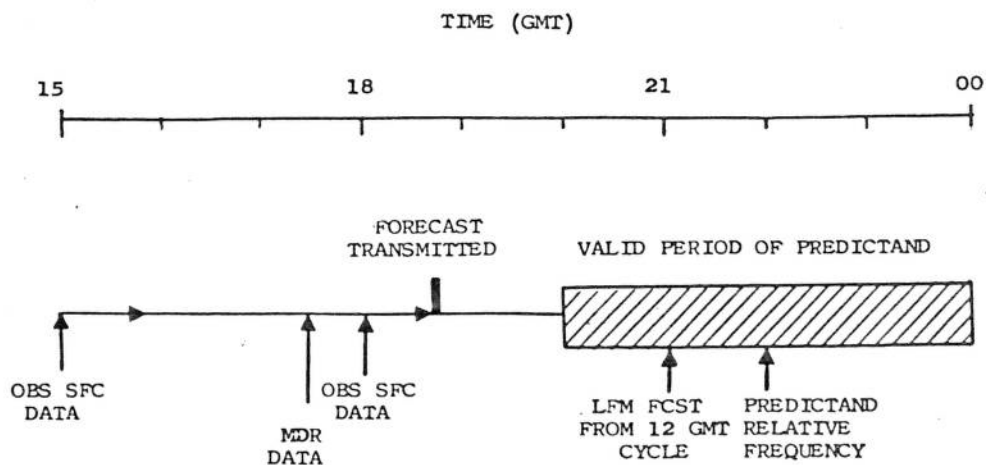 TIME (GMT)
15 18 21 00
FORECAST
TRANSMITTED
VALID PERIOD OF PREDICTAND
OBS SFC
DATA
MDR
DATA
OBS SFC
DATA
LFM FCST
FROM 12 GMT
CYCLE
PREDICTAND
RELATIVE
FREQUENCY